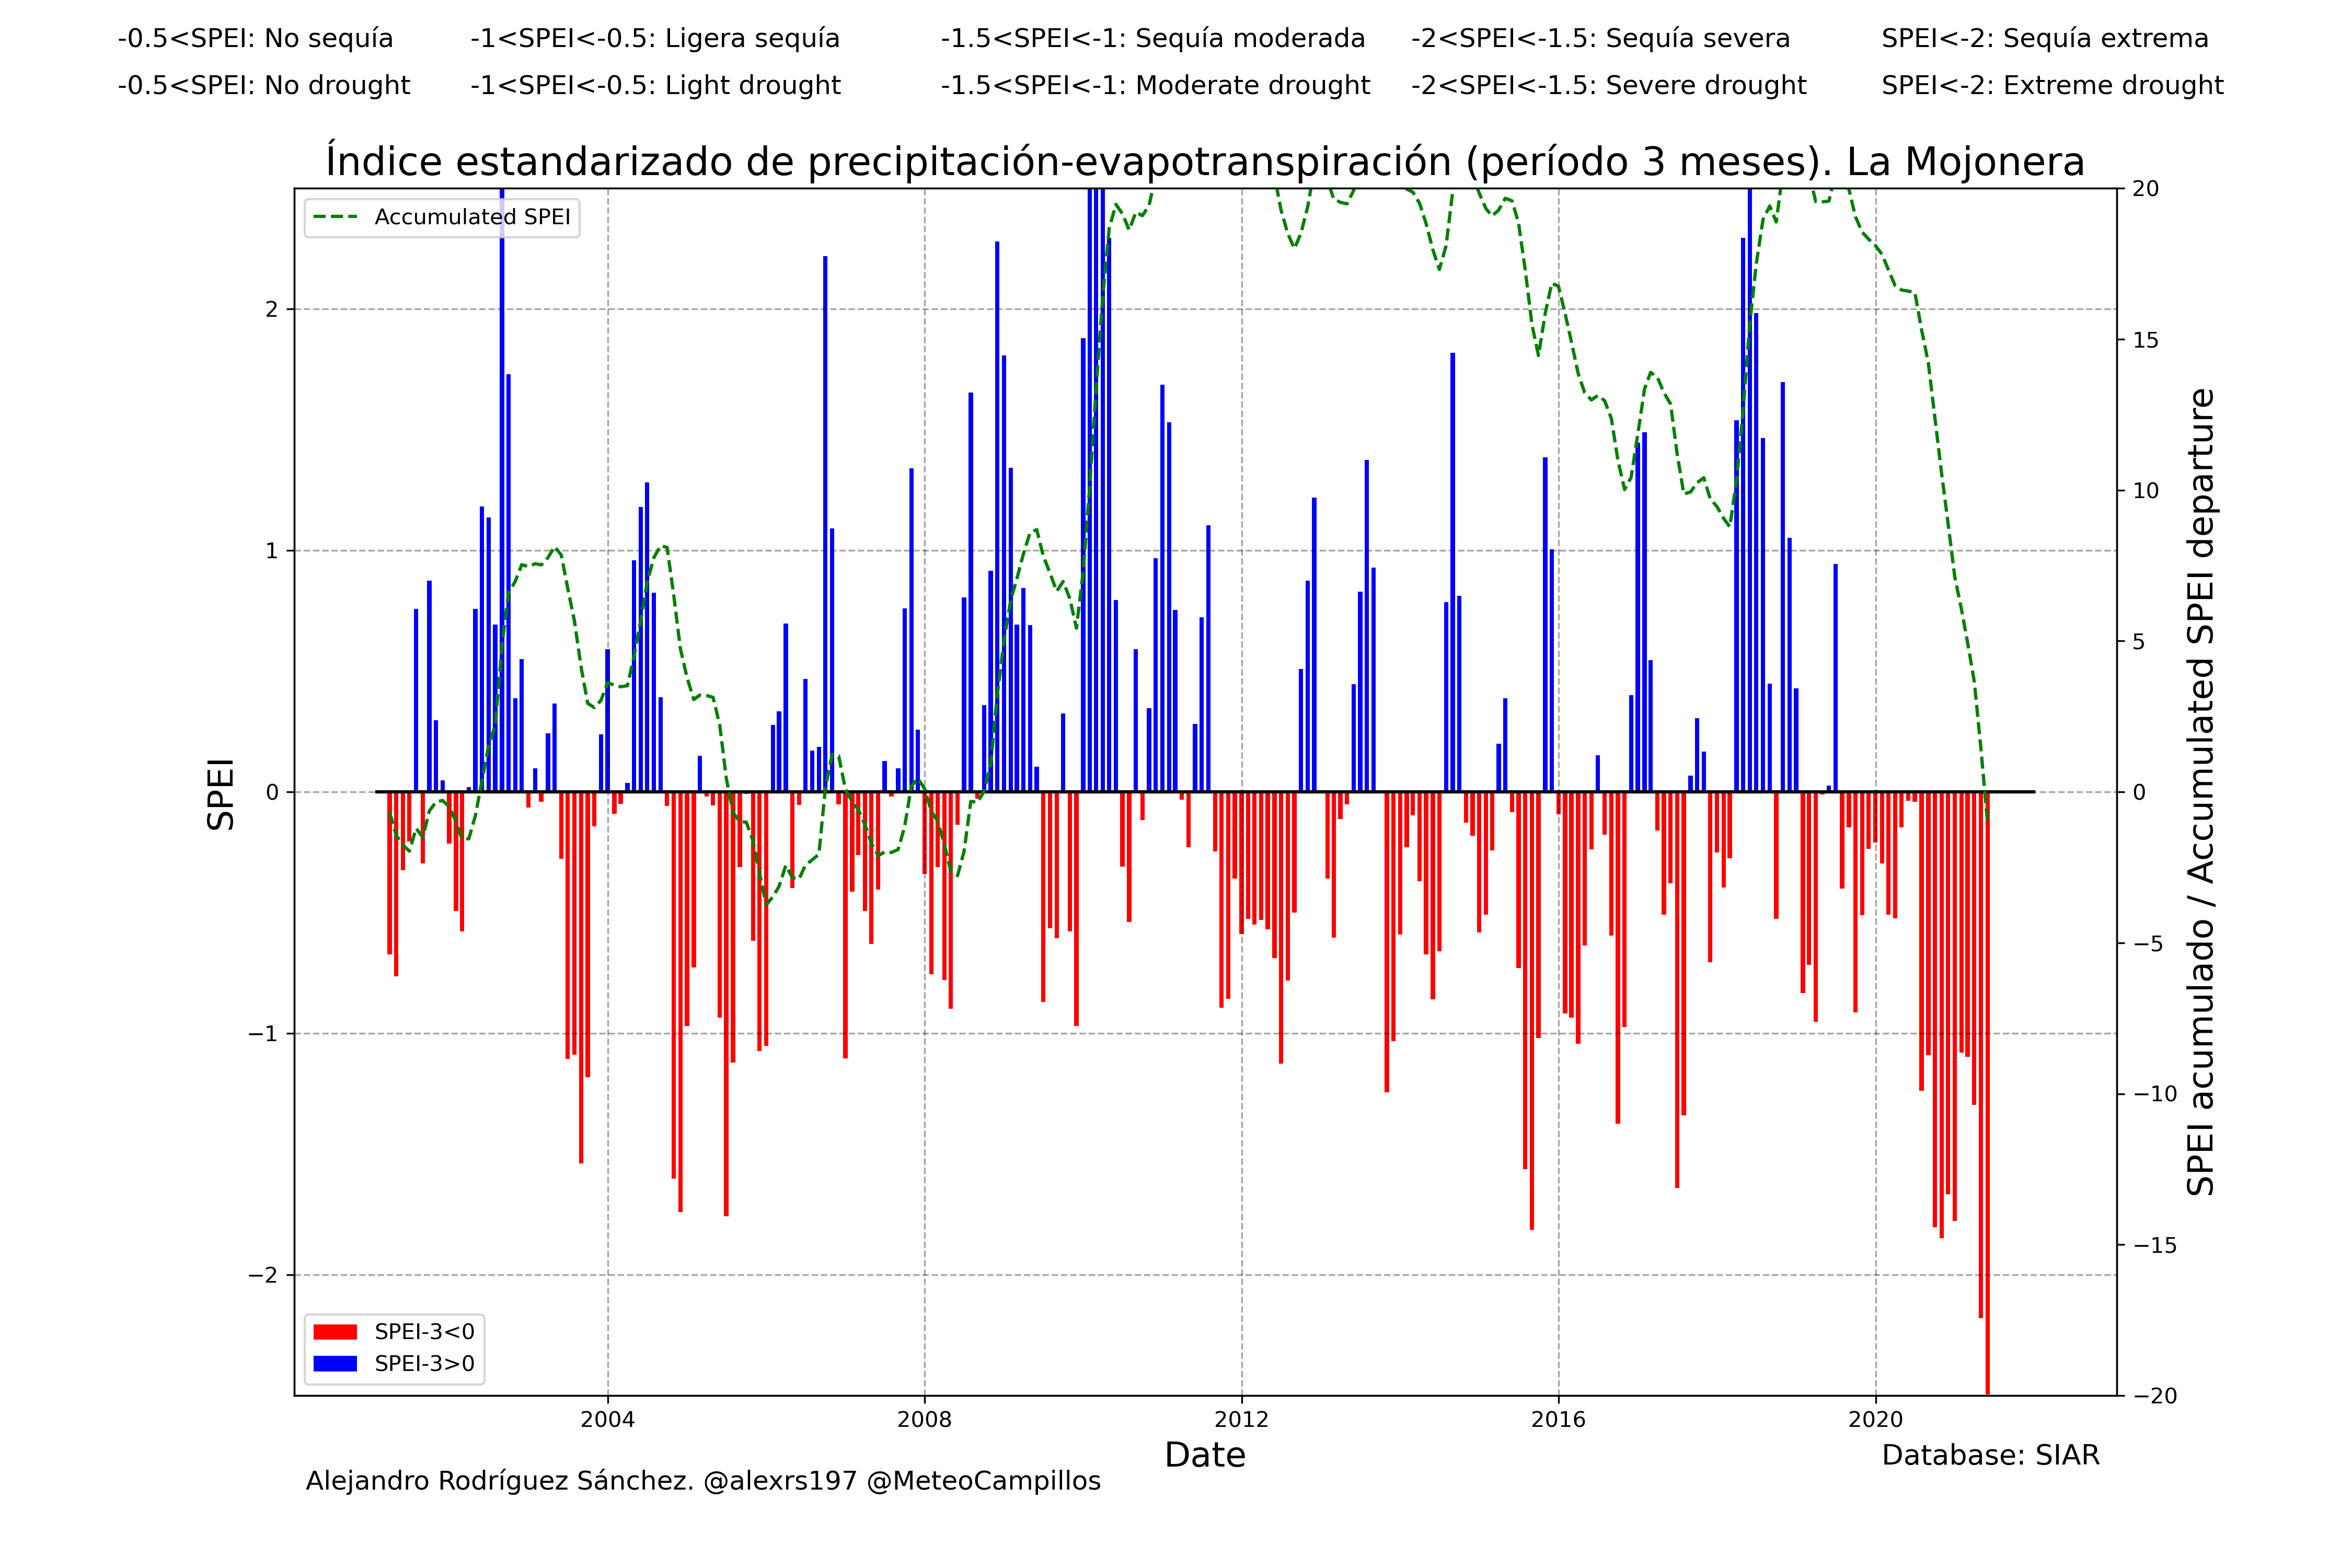 -0.5<SPEI: No sequía -1<SPEI<-0.5: Ligera sequía -1.5<SPEI<-1: Sequía moderada -2<SPEI<-1.5: Sequía severa SPEI<-2: Sequía extrema
-0.5<SPEI: No drought -1<SPEI<-0.5: Light drought -1.5<SPEI<-1: Moderate drought -2<SPEI<-1.5: Severe drought SPEI<-2: Extreme drought
Índice estandarizado de precipitación-evapotranspiración (período 3 meses). La Mojonera
Accumulated SPEI
2
1
0
−1
−2
SPEI
20
15
10
5
0
−5
−10
−15
−20
SPEI acumulado / Accumulated SPEI departure
SPEI-3<0
SPEI-3>0
2004 2008 2012 2016 2020
Date
Database: SIAR
Alejandro Rodríguez Sánchez. @alexrs197 @MeteoCampillos